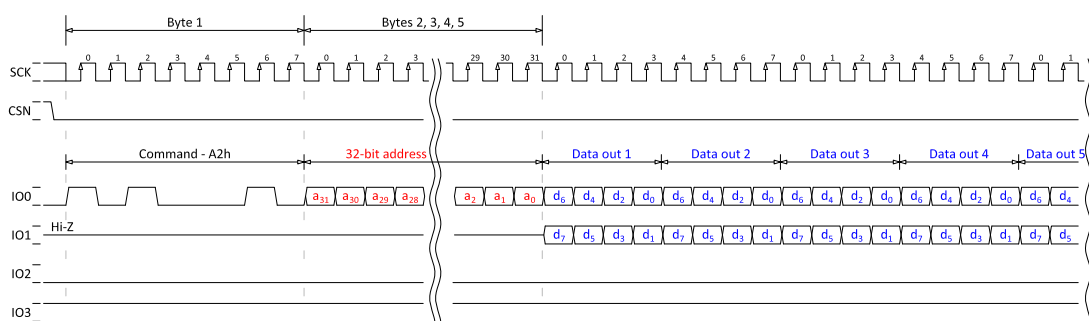 Byte 1 Bytes 2, 3, 4, 5
SCK 0 1 2 3 4 5 6 7 0 1 2 3 29 30 31 0 1 2 3 4 5 6 7 0 1 2 3 4 5 6 7 0 1
CSN
Command - A2h 32-bit address Data out 1 Data out 2 Data out 3 Data out 4 Data out 5
IO0 a31 a30 a29 a28 a2 a1 a0 d6 d4 d2 d0 d6 d4 d2 d0 d6 d4 d2 d0 d6 d4 d2 d0 d6 d4
IO1 Hi-Z d7 d5 d3 d1 d7 d5 d3 d1 d7 d5 d3 d1 d7 d5 d3 d1 d7 d5
IO2
IO3